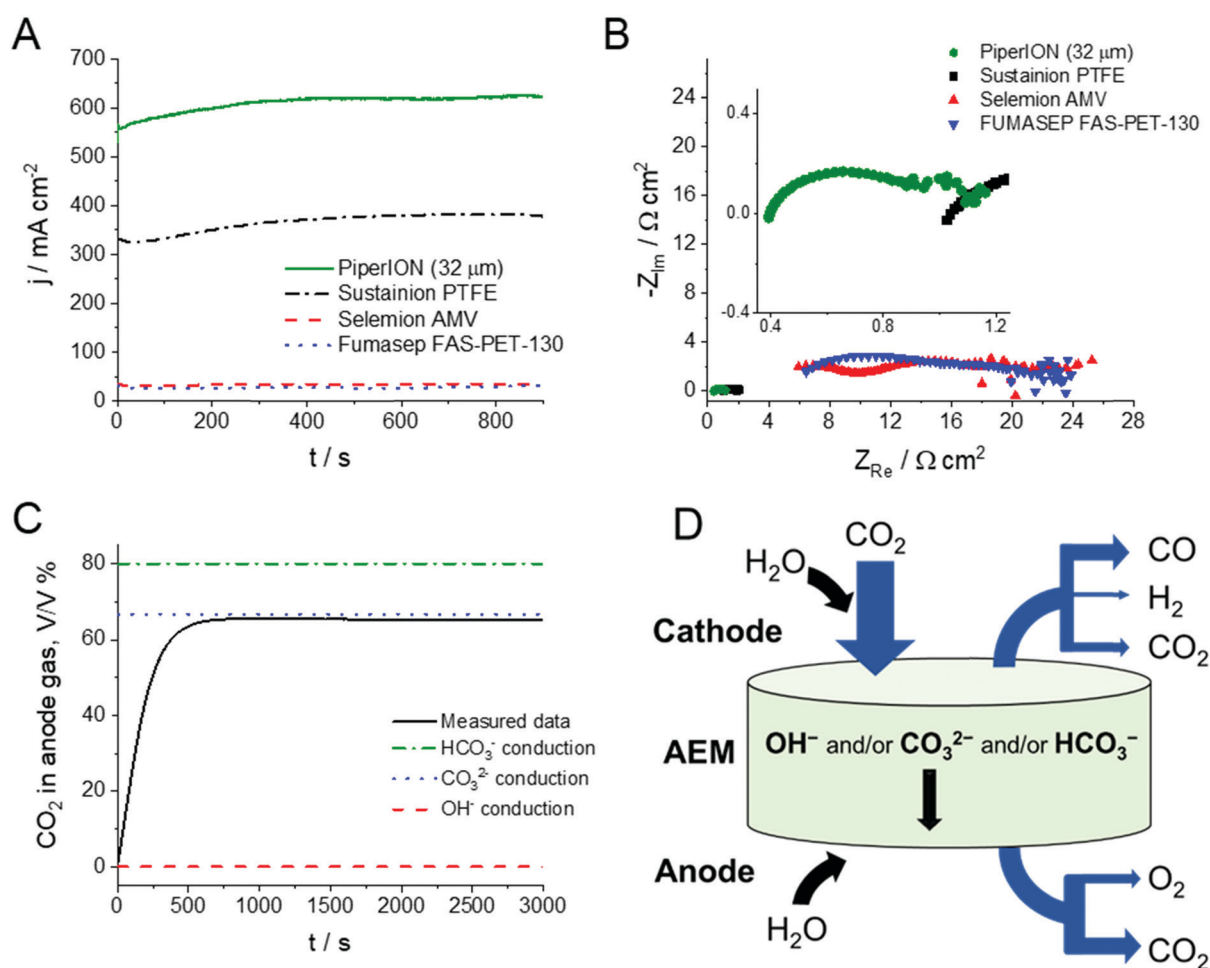 A
700
600
500
400
300
200
100
0
j / mA cm⁻²
PiperION (32 μm)
Sustainion PTFE
Selemion AMV
Fumasep FAS-PET-130
0 200 400 600 800
t / s
B
PiperION (32 μm)
Sustainion PTFE
Selemion AMV
FUMASEP FAS-PET-130
24
20
16
12
8
4
0
-Z_Im / Ω cm²
0.4
0.0
-0.4
0.4 0.8 1.2
0 4 8 12 16 20 24 28
Z_Re / Ω cm²
C
80
60
40
20
0
CO₂ in anode gas, V/V %
Measured data
HCO₃⁻ conduction
CO₃²⁻ conduction
OH⁻ conduction
0 500 1000 1500 2000 2500 3000
t / s
D
CO₂
H₂O
CO
H₂
CO₂
Cathode
AEM
OH⁻ and/or CO₃²⁻ and/or HCO₃⁻
Anode
H₂O
O₂
CO₂